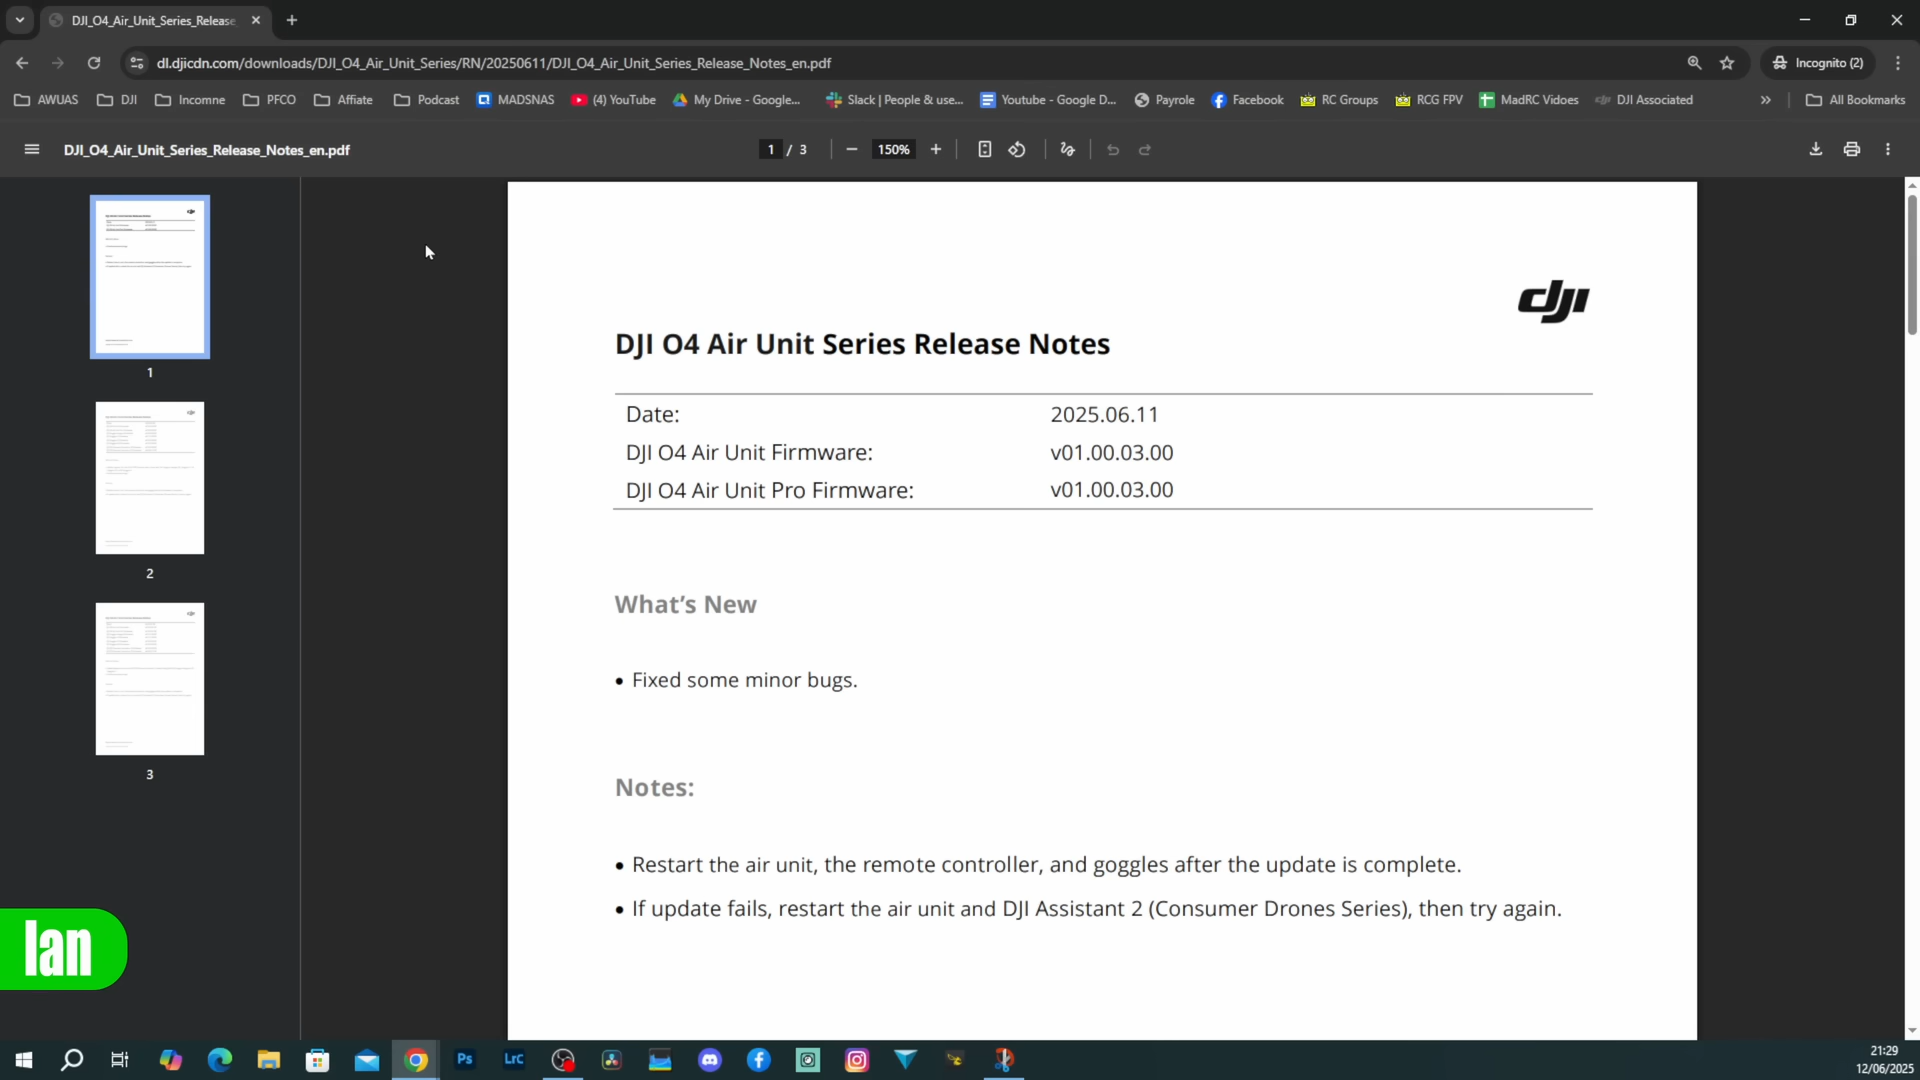 DJI_O4_Air_Unit_Series_Release
dl.djicdn.com/downloads/DJI_O4_Air_Unit_Series/RN/20250611/DJI_O4_Air_Unit_Series_Release_Notes_en.pdf
Incognito (2)
AWUAS DJI Incomne PFCO Affiate Podcast MADSNAS (4) YouTube My Drive - Google... Slack | People & use... Youtube - Google D... Payrole Facebook RC Groups RCG FPV MadRC Vidoes DJI Associated All Bookmarks
DJI_O4_Air_Unit_Series_Release_Notes_en.pdf 1 / 3 150%
1
2
3
dji
DJI O4 Air Unit Series Release Notes
Date: 2025.06.11
DJI O4 Air Unit Firmware: v01.00.03.00
DJI O4 Air Unit Pro Firmware: v01.00.03.00
What's New
• Fixed some minor bugs.
Notes:
• Restart the air unit, the remote controller, and goggles after the update is complete.
• If update fails, restart the air unit and DJI Assistant 2 (Consumer Drones Series), then try again.
Ian
Ps LrC
21:29
12/06/2025